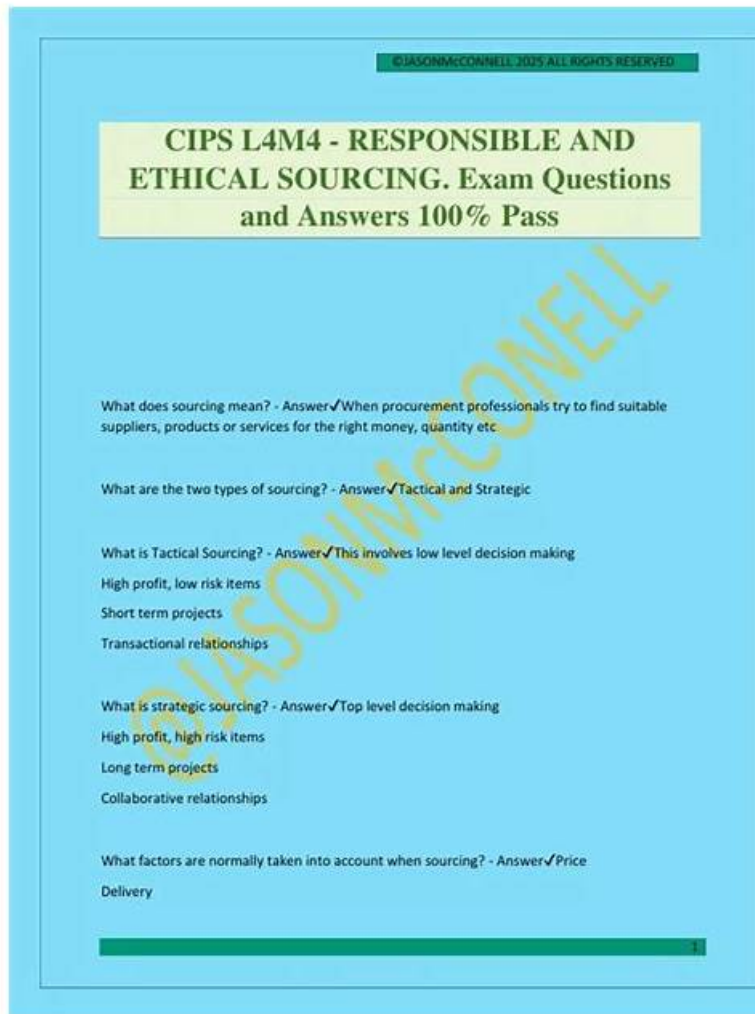 ©JASONMcCONNELL 2025 ALL RIGHTS RESERVED
CIPS L4M4 - RESPONSIBLE AND
ETHICAL SOURCING. Exam Questions
and Answers 100% Pass
What does sourcing mean? - Answer✓When procurement professionals try to find suitable
suppliers, products or services for the right money, quantity etc
What are the two types of sourcing? - Answer✓Tactical and Strategic
What is Tactical Sourcing? - Answer✓This involves low level decision making
High profit, low risk items
Short term projects
Transactional relationships
What is strategic sourcing? - Answer✓Top level decision making
High profit, high risk items
Long term projects
Collaborative relationships
What factors are normally taken into account when sourcing? - Answer✓Price
Delivery
1
@JASONMcCONELL